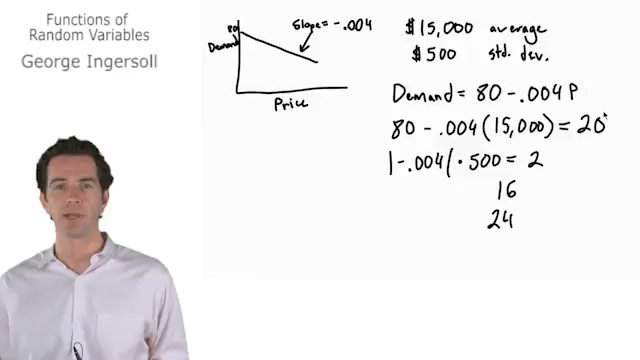 Functions of
Random Variables
George Ingersoll
80
Demand
Slope = -.004
Price
$15,000 average
$500 std. dev.
Demand = 80 - .004P
80 - .004(15,000) = 20
|-.004| · 500 = 2
16
24